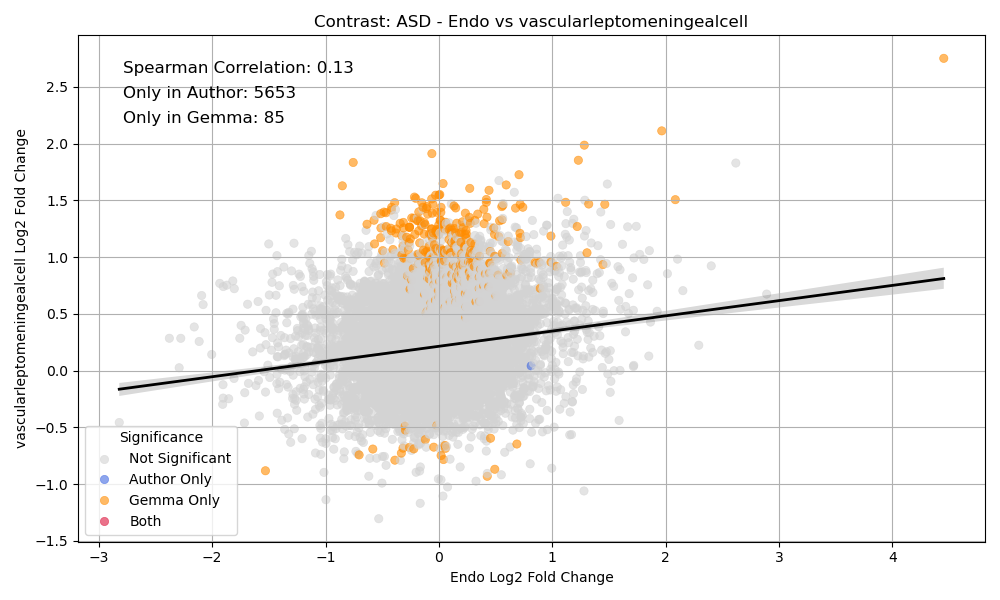 Contrast: ASD - Endo vs vascularleptomeningealcell
Spearman Correlation: 0.13
Only in Author: 5653
Only in Gemma: 85
2.5
2.0
1.5
1.0
0.5
0.0
−0.5
−1.0
−1.5
vascularleptomeningealcell Log2 Fold Change
Significance
Not Significant
Author Only
Gemma Only
Both
−3
−2
−1
0
1
2
3
4
Endo Log2 Fold Change